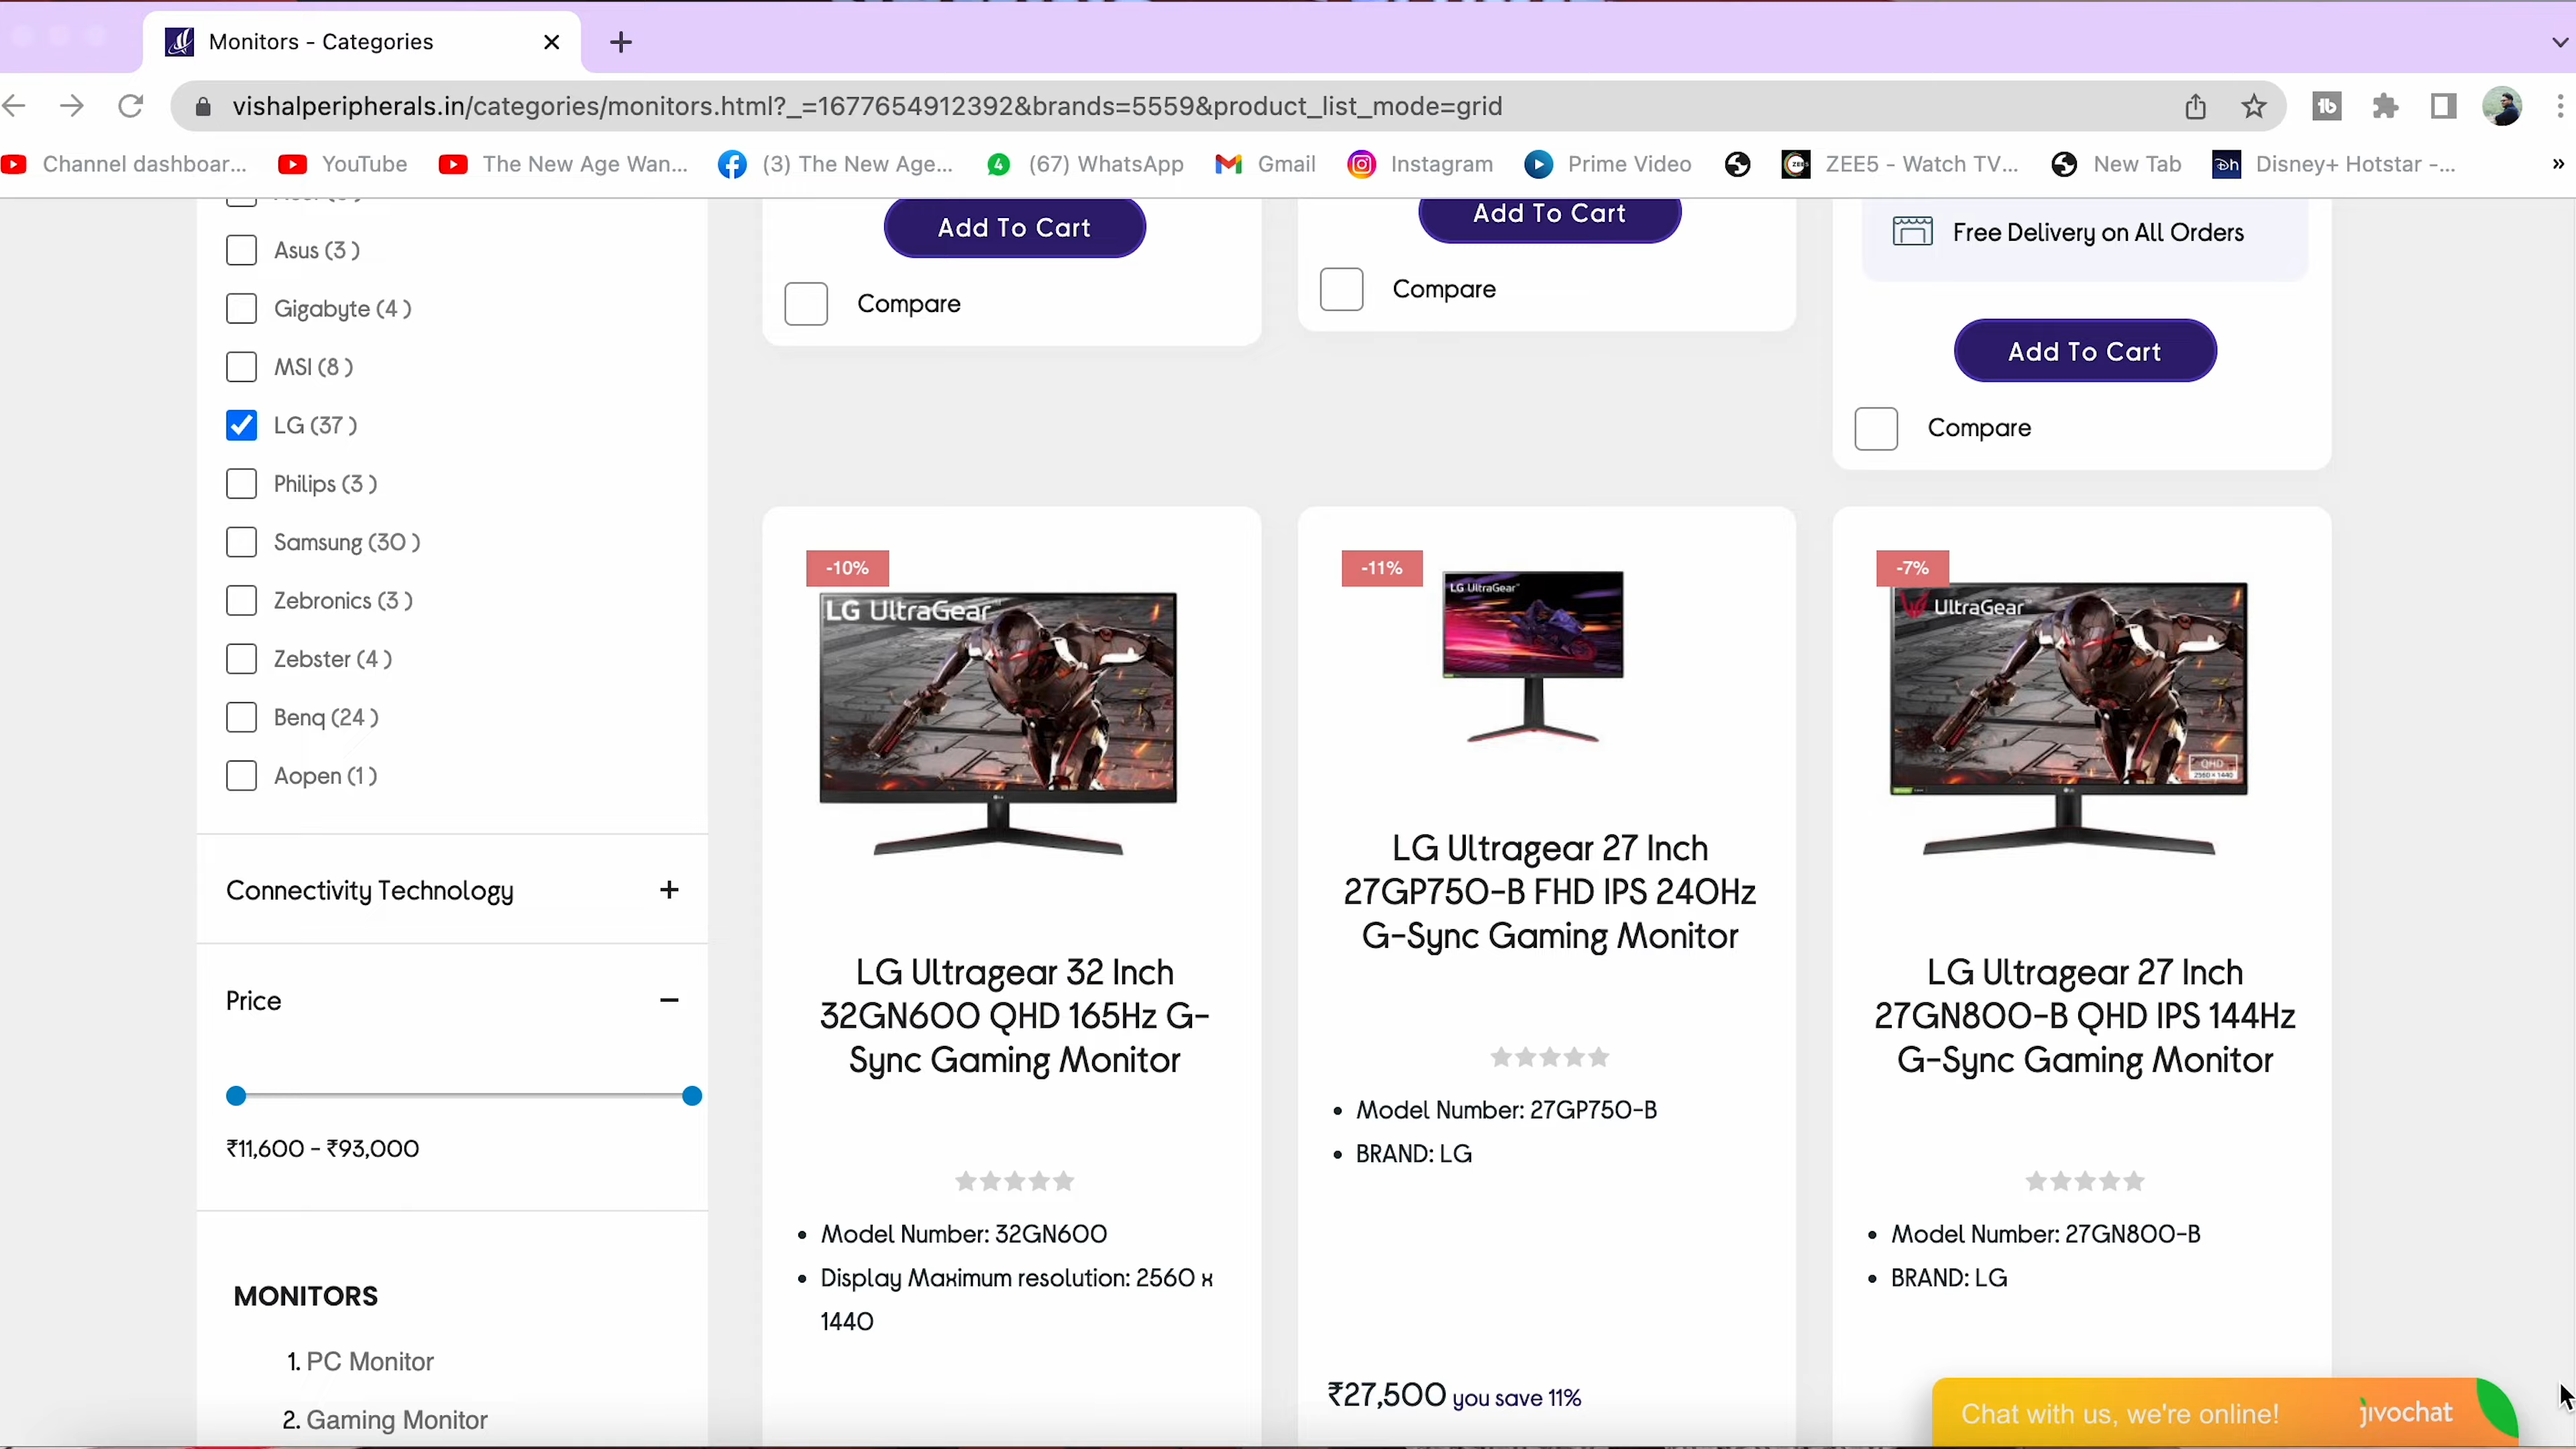 Monitors - Categories
vishalperipherals.in/categories/monitors.html?_=1677654912392&brands=5559&product_list_mode=grid
Channel dashboar...
YouTube
The New Age Wan...
(3) The New Age...
4
(67) WhatsApp
Gmail
Instagram
Prime Video
ZEE5 - Watch TV...
New Tab
Disney+ Hotstar -...
»
Asus (3 )
Gigabyte (4 )
MSI (8 )
LG (37 )
Philips (3 )
Samsung (30 )
Zebronics (3 )
Zebster (4 )
Benq (24 )
Aopen (1 )
Connectivity Technology +
Price −
₹11,600 - ₹93,000
MONITORS
1. PC Monitor
2. Gaming Monitor
Add To Cart
Compare
Add To Cart
Compare
Free Delivery on All Orders
Add To Cart
Compare
-10%
LG UltraGear™
LG Ultragear 32 Inch
32GN600 QHD 165Hz G-
Sync Gaming Monitor
• Model Number: 32GN600
• Display Maximum resolution: 2560 x
1440
-11%
LG UltraGear™
LG Ultragear 27 Inch
27GP750-B FHD IPS 240Hz
G-Sync Gaming Monitor
• Model Number: 27GP750-B
• BRAND: LG
₹27,500 you save 11%
-7%
UltraGear™
QHD
2560 x 1440
LG Ultragear 27 Inch
27GN800-B QHD IPS 144Hz
G-Sync Gaming Monitor
• Model Number: 27GN800-B
• BRAND: LG
Chat with us, we're online!
jivochat